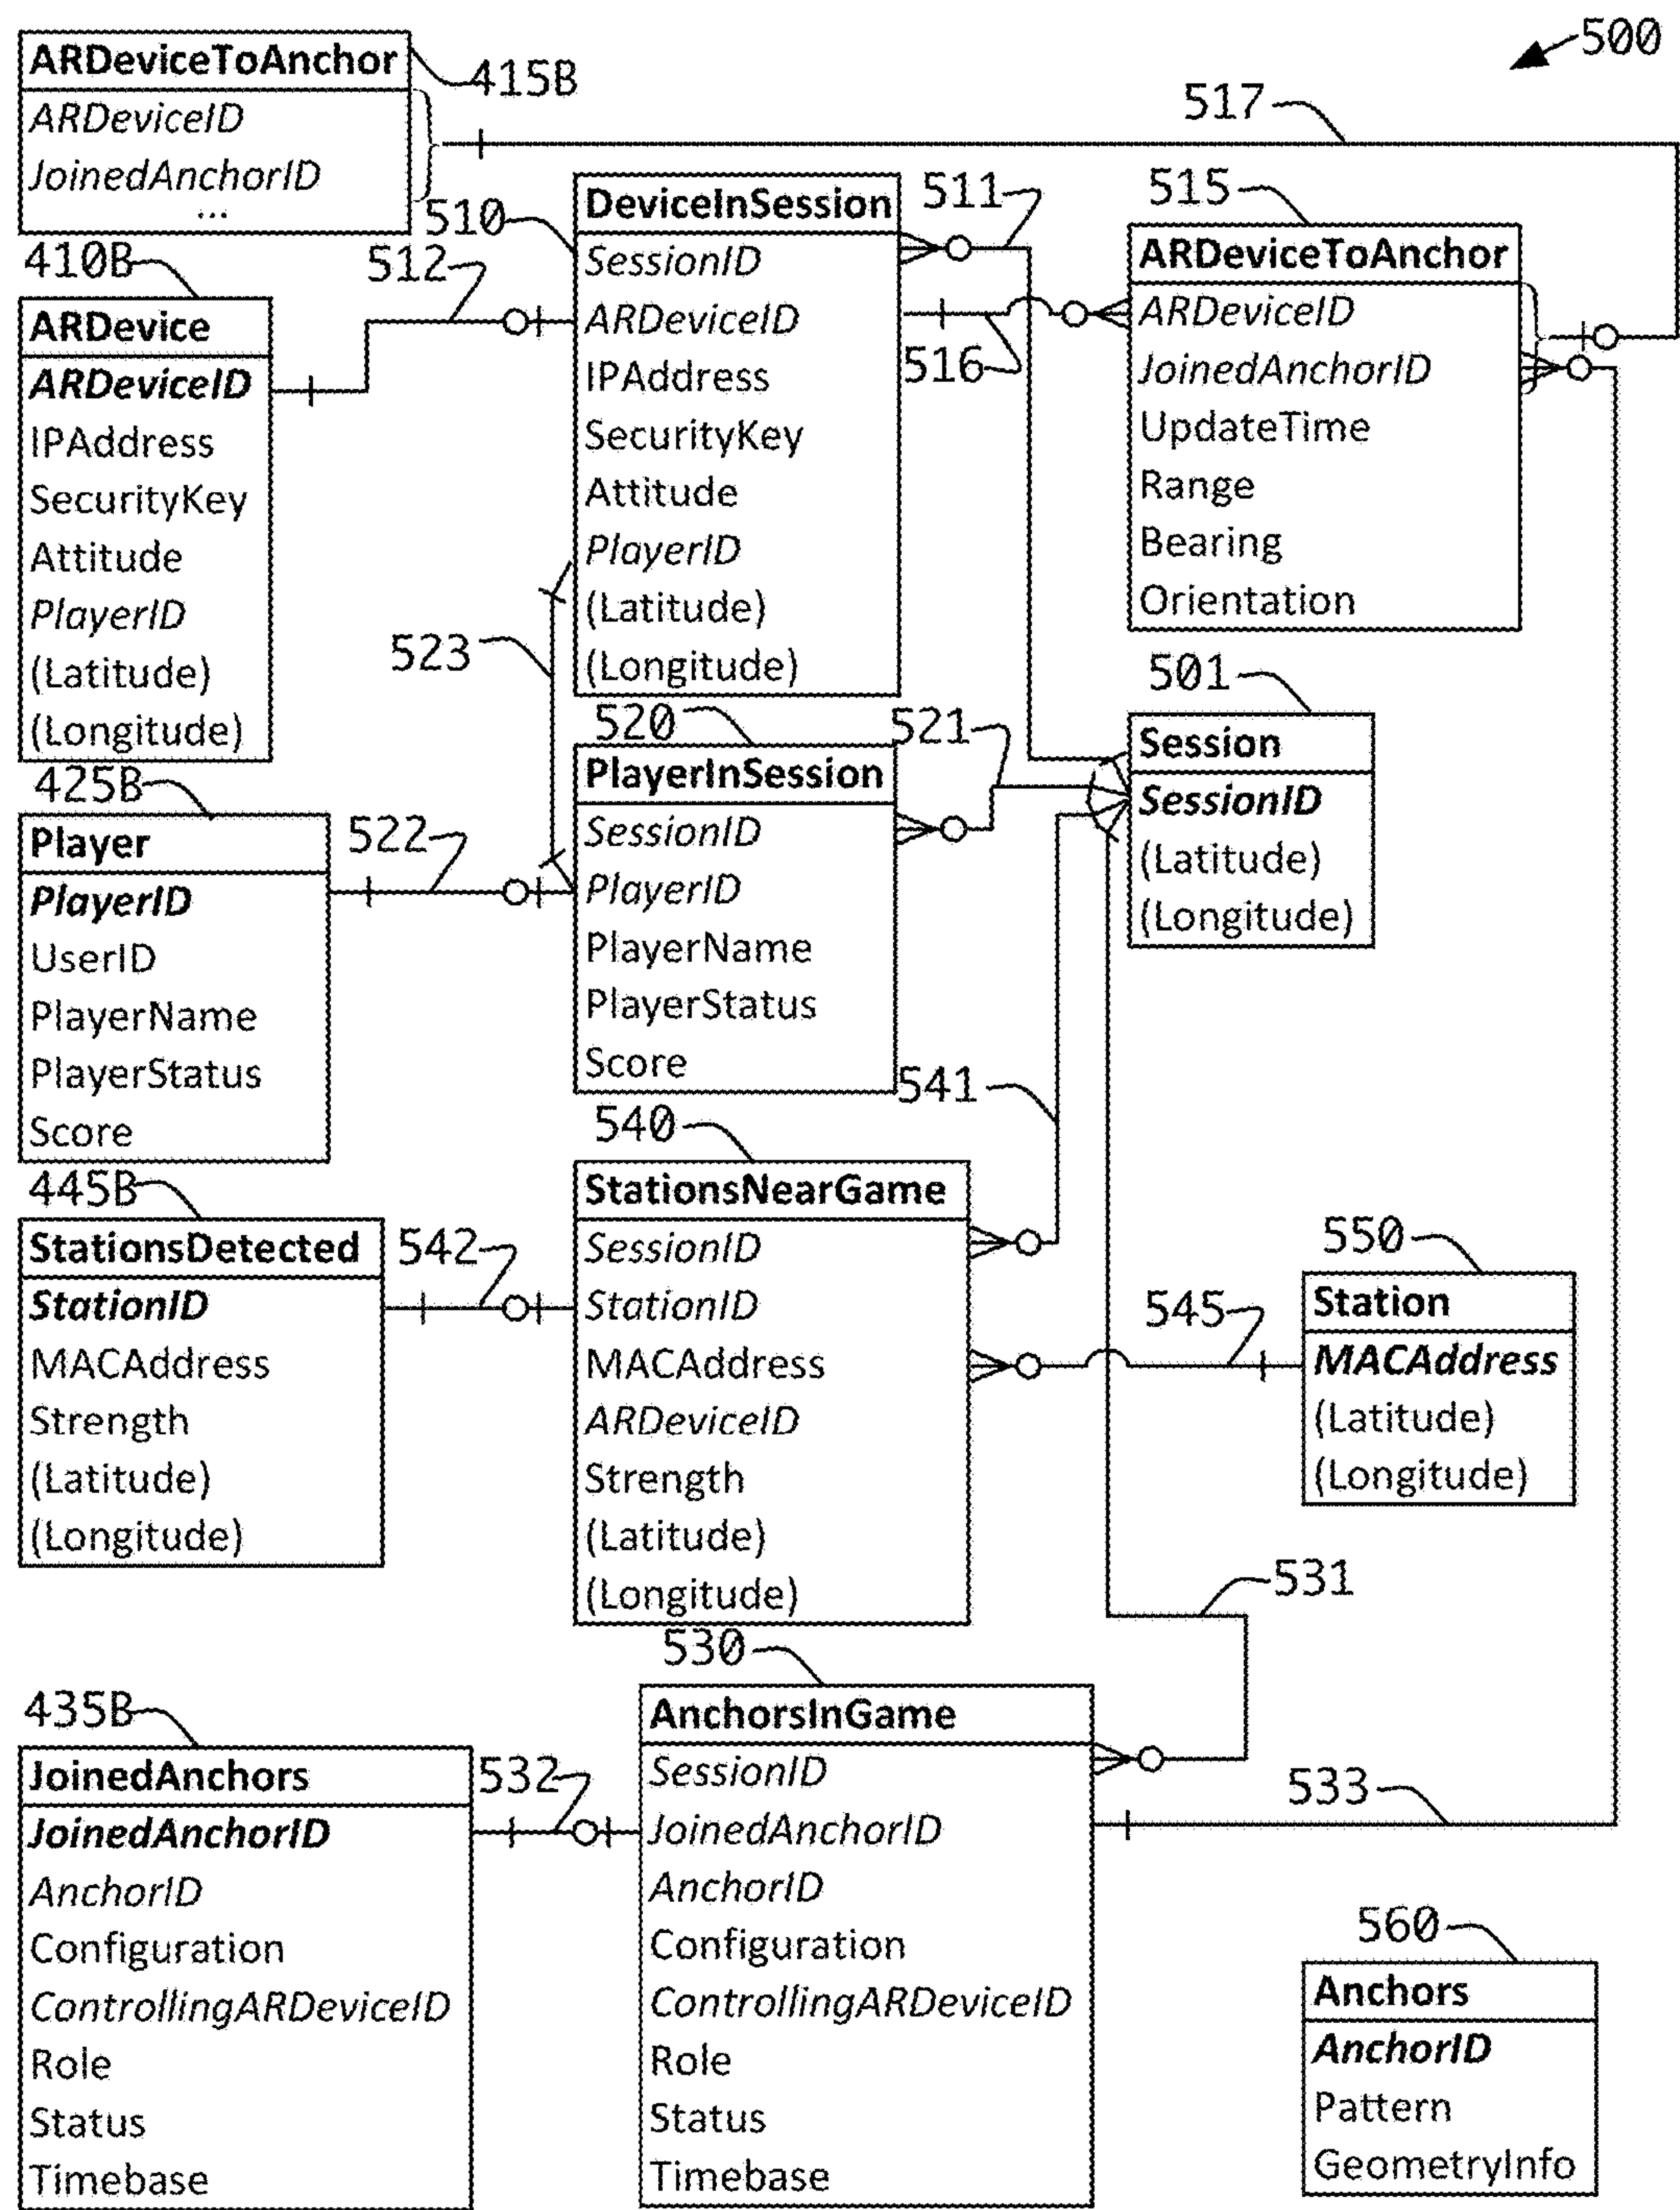 500
ARDeviceToAnchor
415B
ARDeviceID
JoinedAnchorID
...
517
410B
ARDevice
ARDeviceID
IPAddress
SecurityKey
Attitude
PlayerID
(Latitude)
(Longitude)
512
510
DeviceInSession
SessionID
ARDeviceID
IPAddress
SecurityKey
Attitude
PlayerID
(Latitude)
(Longitude)
511
516
515
ARDeviceToAnchor
ARDeviceID
JoinedAnchorID
UpdateTime
Range
Bearing
Orientation
523
501
Session
SessionID
(Latitude)
(Longitude)
425B
Player
PlayerID
UserID
PlayerName
PlayerStatus
Score
522
520
PlayerInSession
SessionID
PlayerID
PlayerName
PlayerStatus
Score
521
541
445B
StationsDetected
StationID
MACAddress
Strength
(Latitude)
(Longitude)
542
540
StationsNearGame
SessionID
StationID
MACAddress
ARDeviceID
Strength
(Latitude)
(Longitude)
545
550
Station
MACAddress
(Latitude)
(Longitude)
531
435B
JoinedAnchors
JoinedAnchorID
AnchorID
Configuration
ControllingARDeviceID
Role
Status
Timebase
532
530
AnchorsInGame
SessionID
JoinedAnchorID
AnchorID
Configuration
ControllingARDeviceID
Role
Status
Timebase
533
560
Anchors
AnchorID
Pattern
GeometryInfo